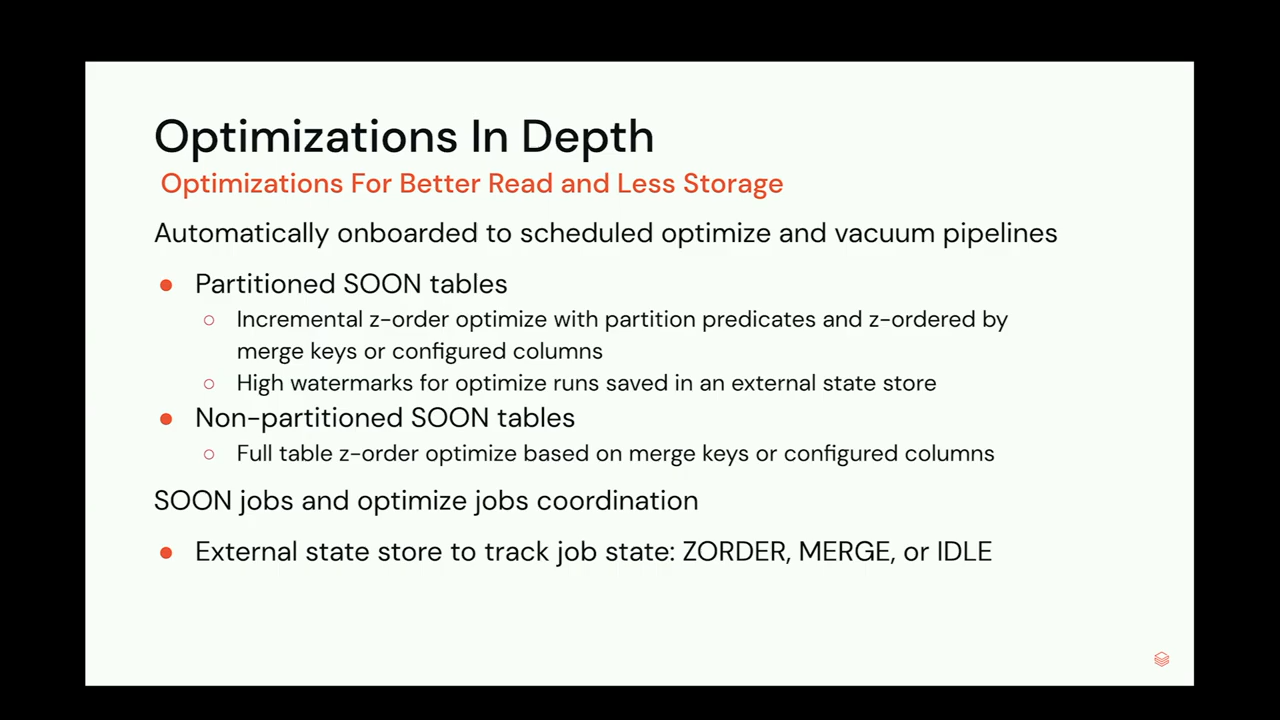 Optimizations In Depth
Optimizations For Better Read and Less Storage
Automatically onboarded to scheduled optimize and vacuum pipelines
● Partitioned SOON tables
○ Incremental z-order optimize with partition predicates and z-ordered by
merge keys or configured columns
○ High watermarks for optimize runs saved in an external state store
● Non-partitioned SOON tables
○ Full table z-order optimize based on merge keys or configured columns
SOON jobs and optimize jobs coordination
● External state store to track job state: ZORDER, MERGE, or IDLE